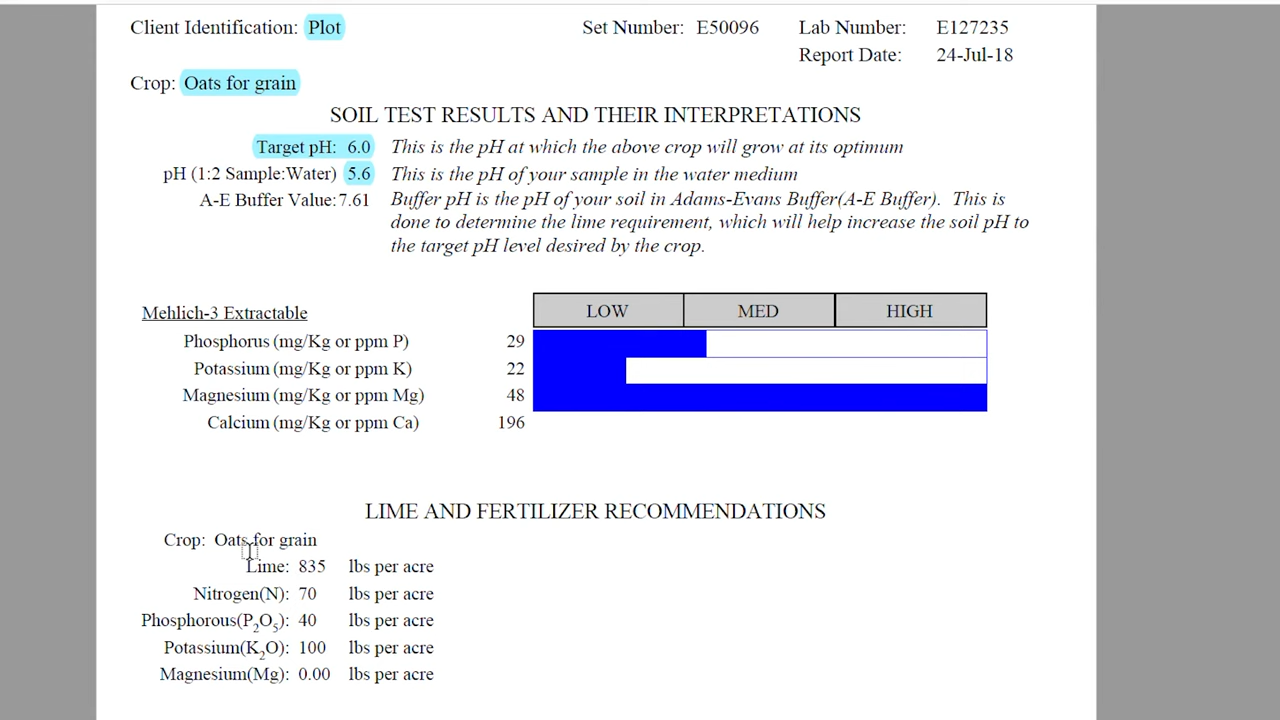 Client Identification: Plot Set Number: E50096 Lab Number: E127235
Report Date: 24-Jul-18
Crop: Oats for grain
SOIL TEST RESULTS AND THEIR INTERPRETATIONS
Target pH: 6.0 This is the pH at which the above crop will grow at its optimum
pH (1:2 Sample:Water) 5.6 This is the pH of your sample in the water medium
A-E Buffer Value: 7.61 Buffer pH is the pH of your soil in Adams-Evans Buffer(A-E Buffer). This is
done to determine the lime requirement, which will help increase the soil pH to
the target pH level desired by the crop.
Mehlich-3 Extractable LOW MED HIGH
Phosphorus (mg/Kg or ppm P) 29
Potassium (mg/Kg or ppm K) 22
Magnesium (mg/Kg or ppm Mg) 48
Calcium (mg/Kg or ppm Ca) 196
LIME AND FERTILIZER RECOMMENDATIONS
Crop: Oats for grain
Lime: 835 lbs per acre
Nitrogen(N): 70 lbs per acre
Phosphorous(P2O5): 40 lbs per acre
Potassium(K2O): 100 lbs per acre
Magnesium(Mg): 0.00 lbs per acre